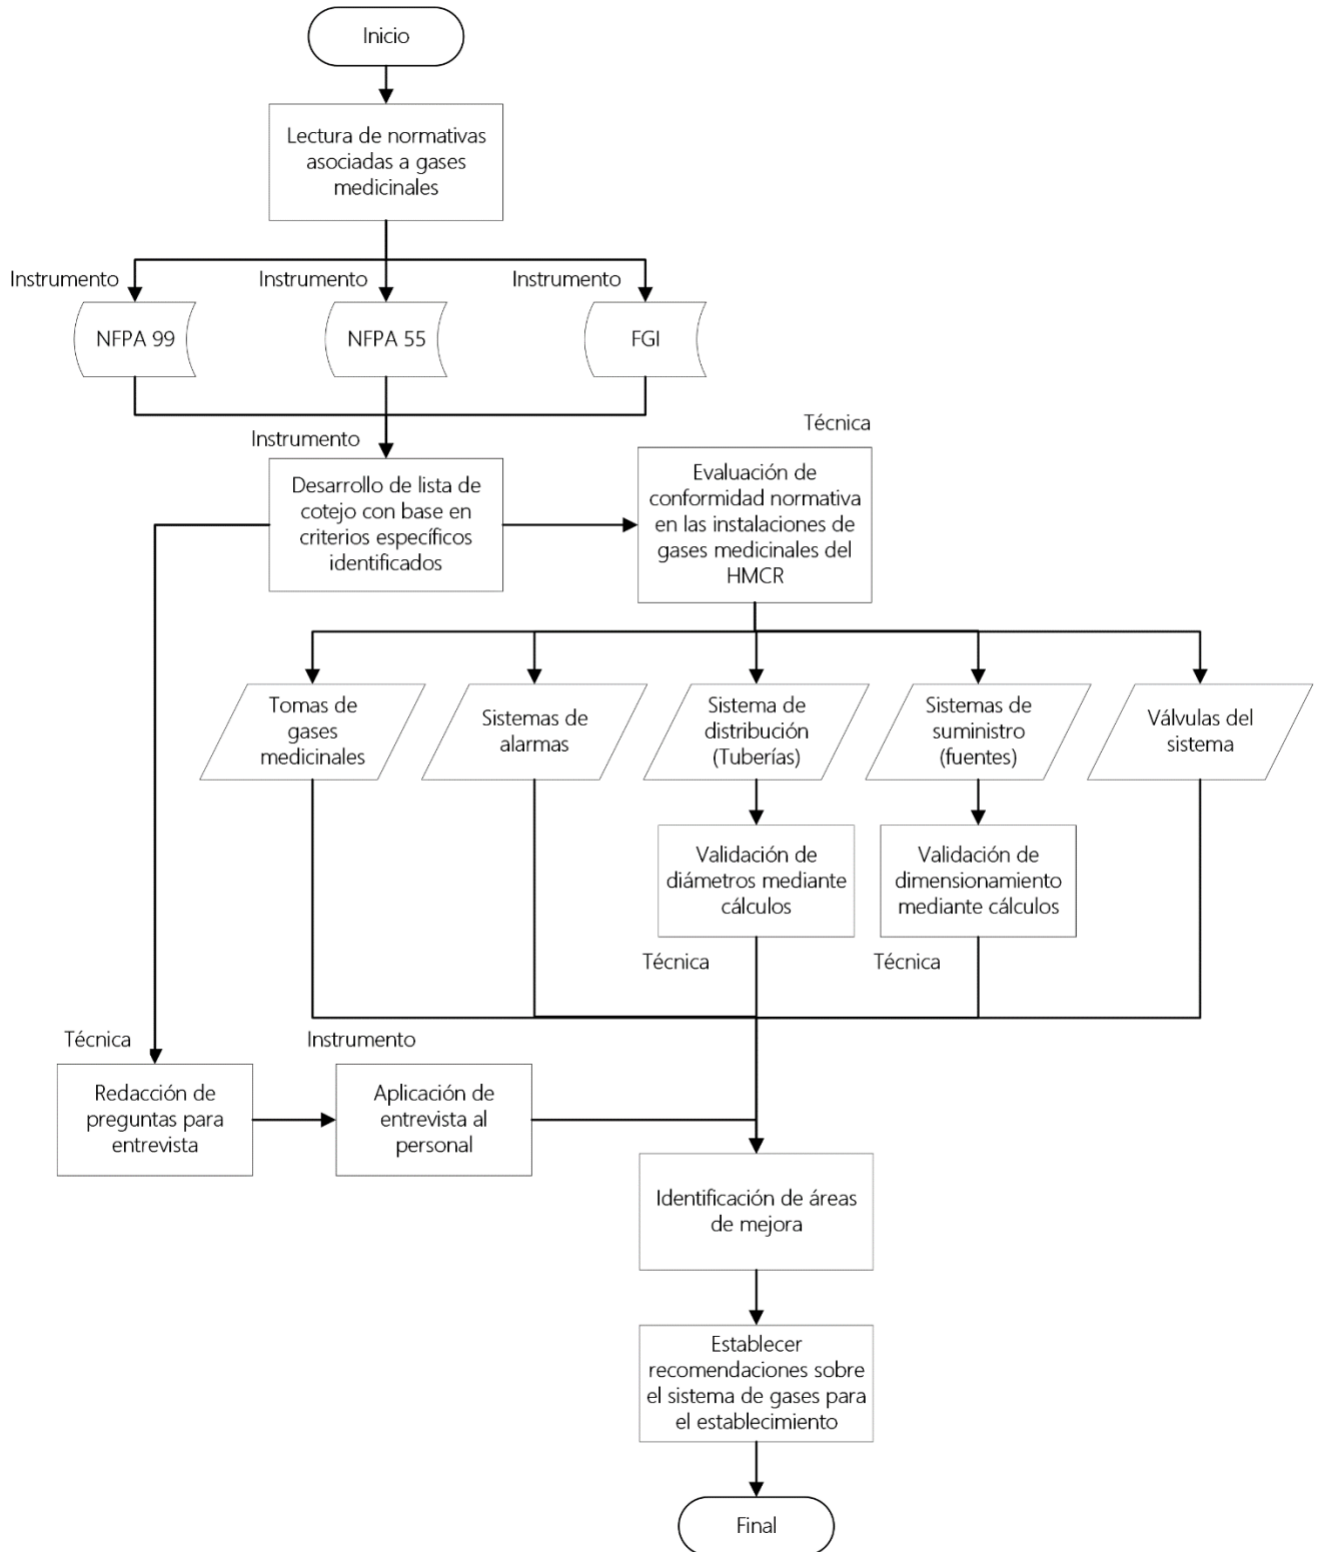 Inicio
Lectura de normativas
asociadas a gases
medicinales
Instrumento
Instrumento
Instrumento
NFPA 99
NFPA 55
FGI
Técnica
Instrumento
Desarrollo de lista de
cotejo con base en
criterios específicos
identificados
Evaluación de
conformidad normativa
en las instalaciones de
gases medicinales del
HMCR
Tomas de
gases
medicinales
Sistemas de
alarmas
Sistema de
distribución
(Tuberías)
Sistemas de
suministro
(fuentes)
Válvulas del
sistema
Validación de
diámetros mediante
cálculos
Validación de
dimensionamiento
mediante cálculos
Técnica
Técnica
Técnica
Instrumento
Redacción de
preguntas para
entrevista
Aplicación de
entrevista al
personal
Identificación de áreas
de mejora
Establecer
recomendaciones sobre
el sistema de gases para
el establecimiento
Final